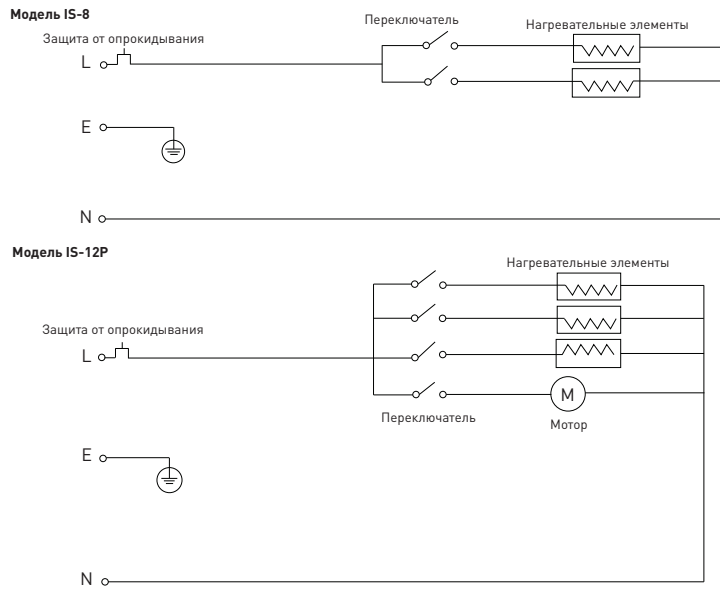 Модель IS-8
Переключатель
Нагревательные элементы
Защита от опрокидывания
L
E
N
Модель IS-12P
Нагревательные элементы
Защита от опрокидывания
L
M
Переключатель
Мотор
E
N